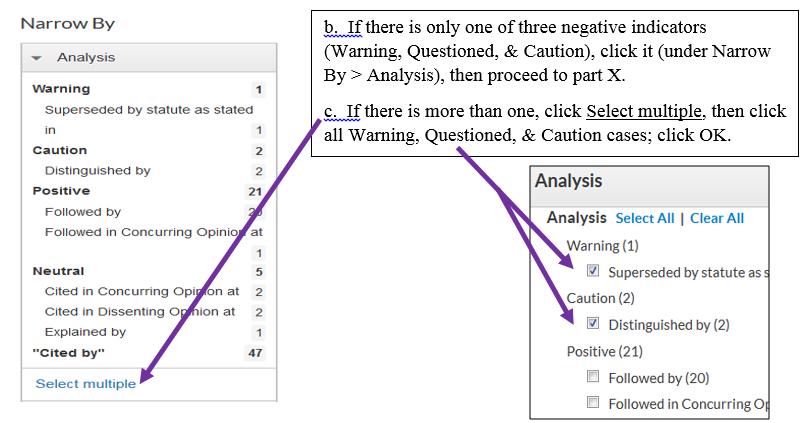 Narrow By
Analysis
Warning 1
Superseded by statute as stated
in 1
Caution 2
Distinguished by 2
Positive 21
Followed by 20
Followed in Concurring Opinion at
1
Neutral 5
Cited in Concurring Opinion at 2
Cited in Dissenting Opinion at 2
Explained by 1
"Cited by" 47
Select multiple
b. If there is only one of three negative indicators
(Warning, Questioned, & Caution), click it (under Narrow
By > Analysis), then proceed to part X.
c. If there is more than one, click Select multiple, then click
all Warning, Questioned, & Caution cases; click OK.
Analysis
Analysis Select All | Clear All
Warning (1)
Superseded by statute as s
Caution (2)
Distinguished by (2)
Positive (21)
Followed by (20)
Followed in Concurring Op